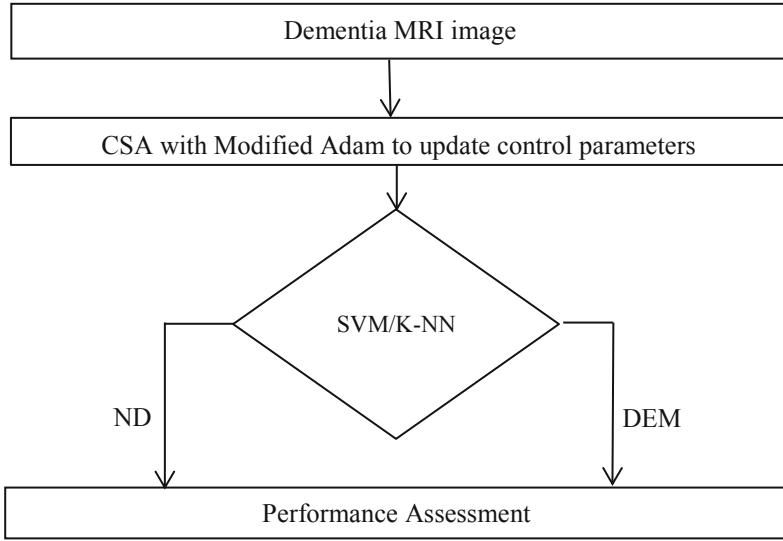 Dementia MRI image
CSA with Modified Adam to update control parameters
SVM/K-NN
ND
DEM
Performance Assessment